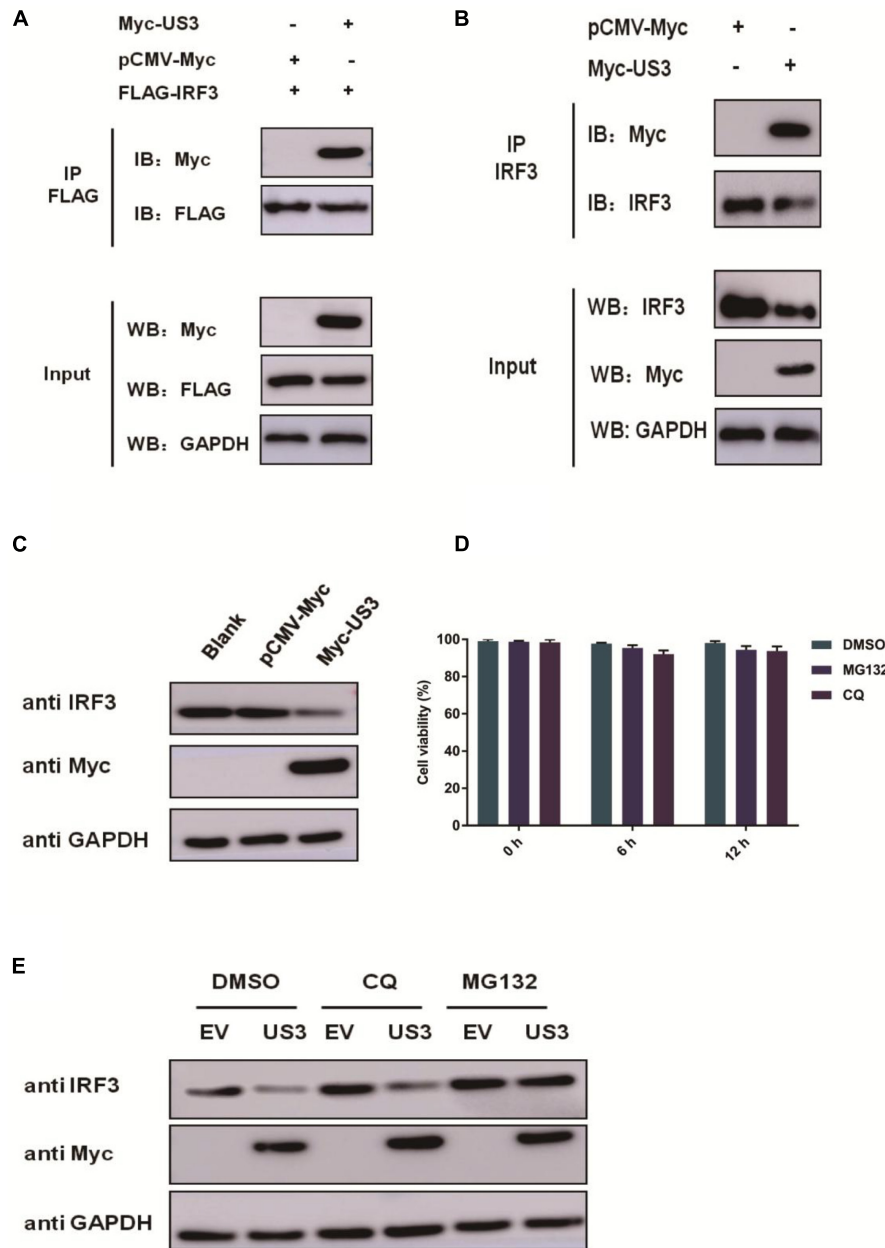 A
Myc-US3 - +
pCMV-Myc + -
FLAG-IRF3 + +
IP
FLAG
IB: Myc
IB: FLAG
Input
WB: Myc
WB: FLAG
WB: GAPDH
B
pCMV-Myc + -
Myc-US3 - +
IP
IRF3
IB: Myc
IB: IRF3
Input
WB: IRF3
WB: Myc
WB: GAPDH
C
Blank pCMV-Myc Myc-US3
anti IRF3
anti Myc
anti GAPDH
D
Cell viability (%)
100
80
60
40
20
0
0 h 6 h 12 h
DMSO
MG132
CQ
E
DMSO CQ MG132
EV US3 EV US3 EV US3
anti IRF3
anti Myc
anti GAPDH